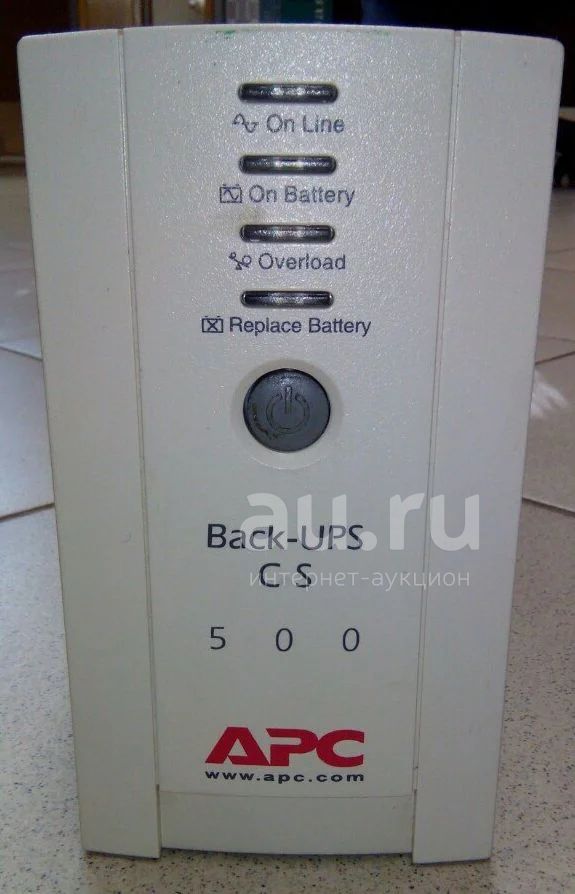 On Line
On Battery
Overload
Replace Battery
au.ru
интернет-аукцион
Back-UPS
CS
500
APC
www.apc.com